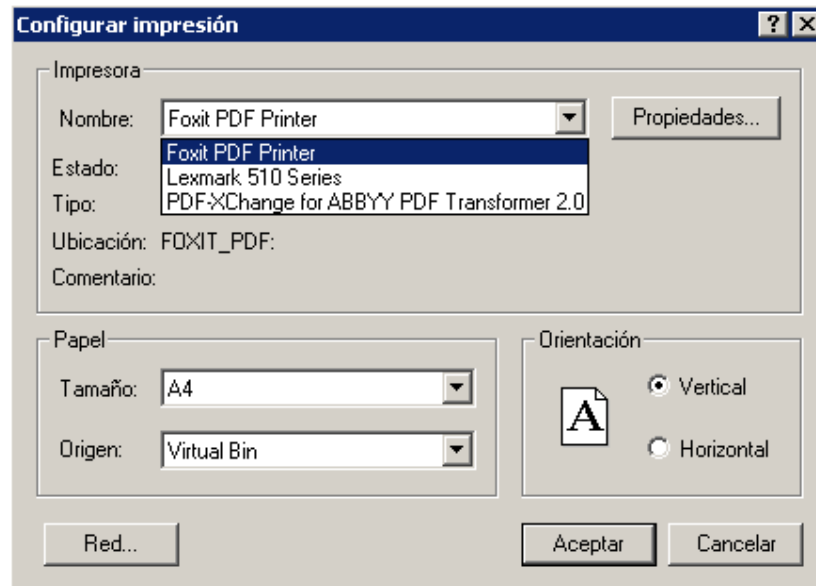 Configurar impresión
Impresora
Nombre: Foxit PDF Printer Propiedades...
Foxit PDF Printer
Estado: Lexmark 510 Series
Tipo: PDF-XChange for ABBYY PDF Transformer 2.0
Ubicación: FOXIT_PDF:
Comentario:
Papel
Tamaño: A4
Origen: Virtual Bin
Orientación
A
Vertical
Horizontal
Red... Aceptar Cancelar